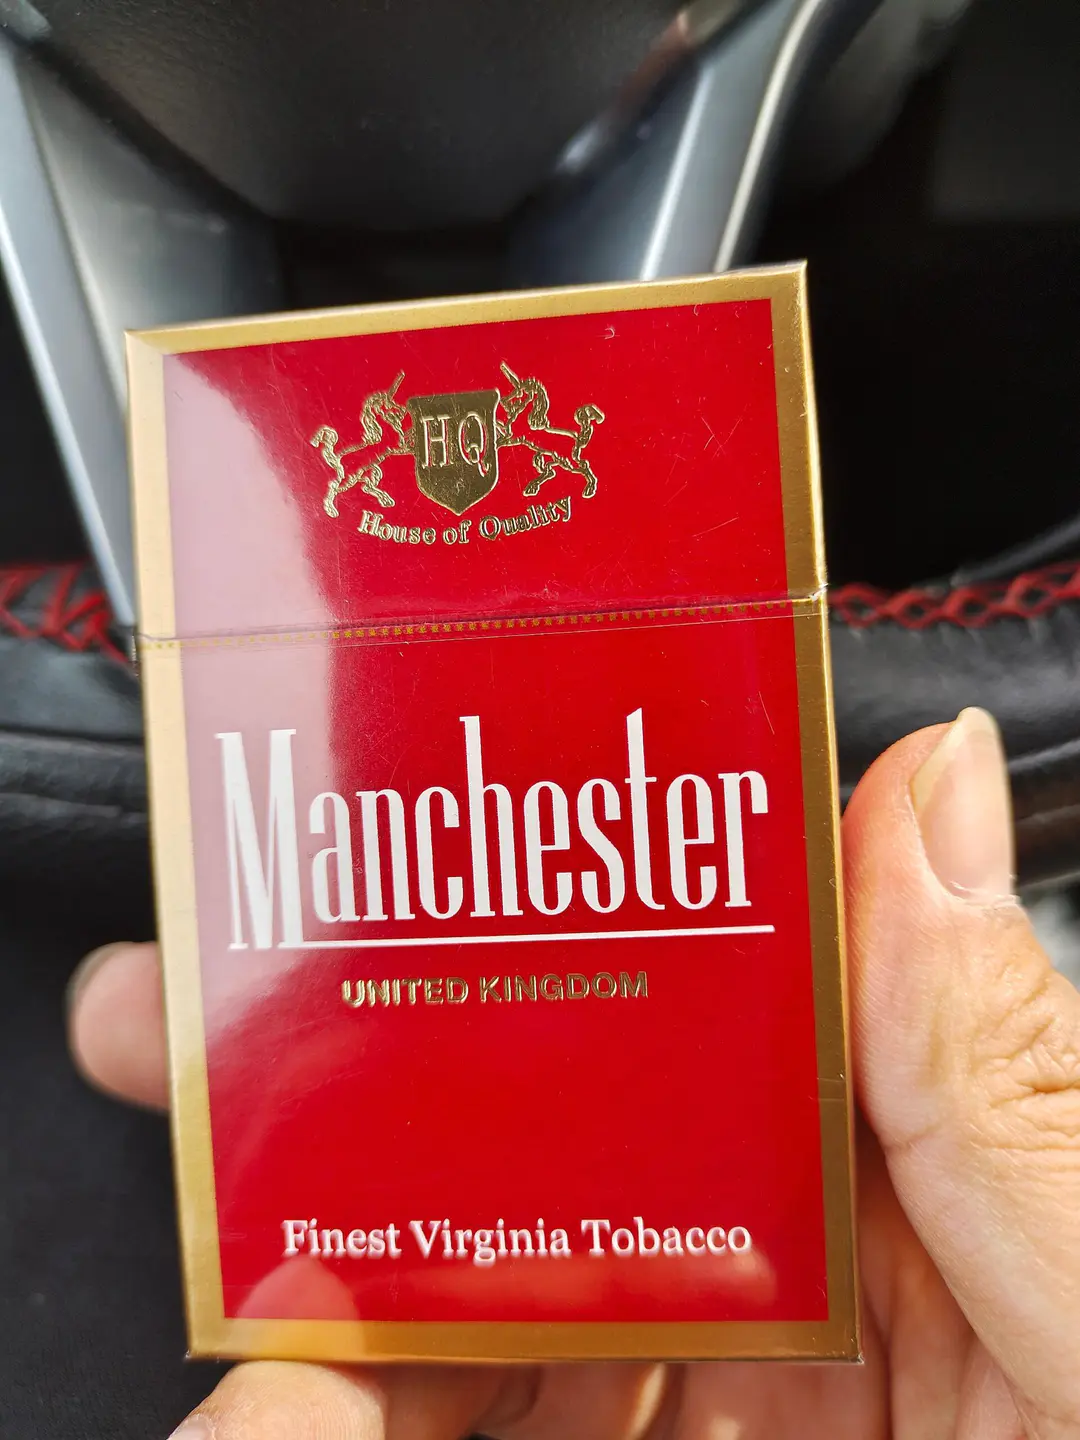 HQ
House of Quality
Manchester
UNITED KINGDOM
Finest Virginia Tobacco